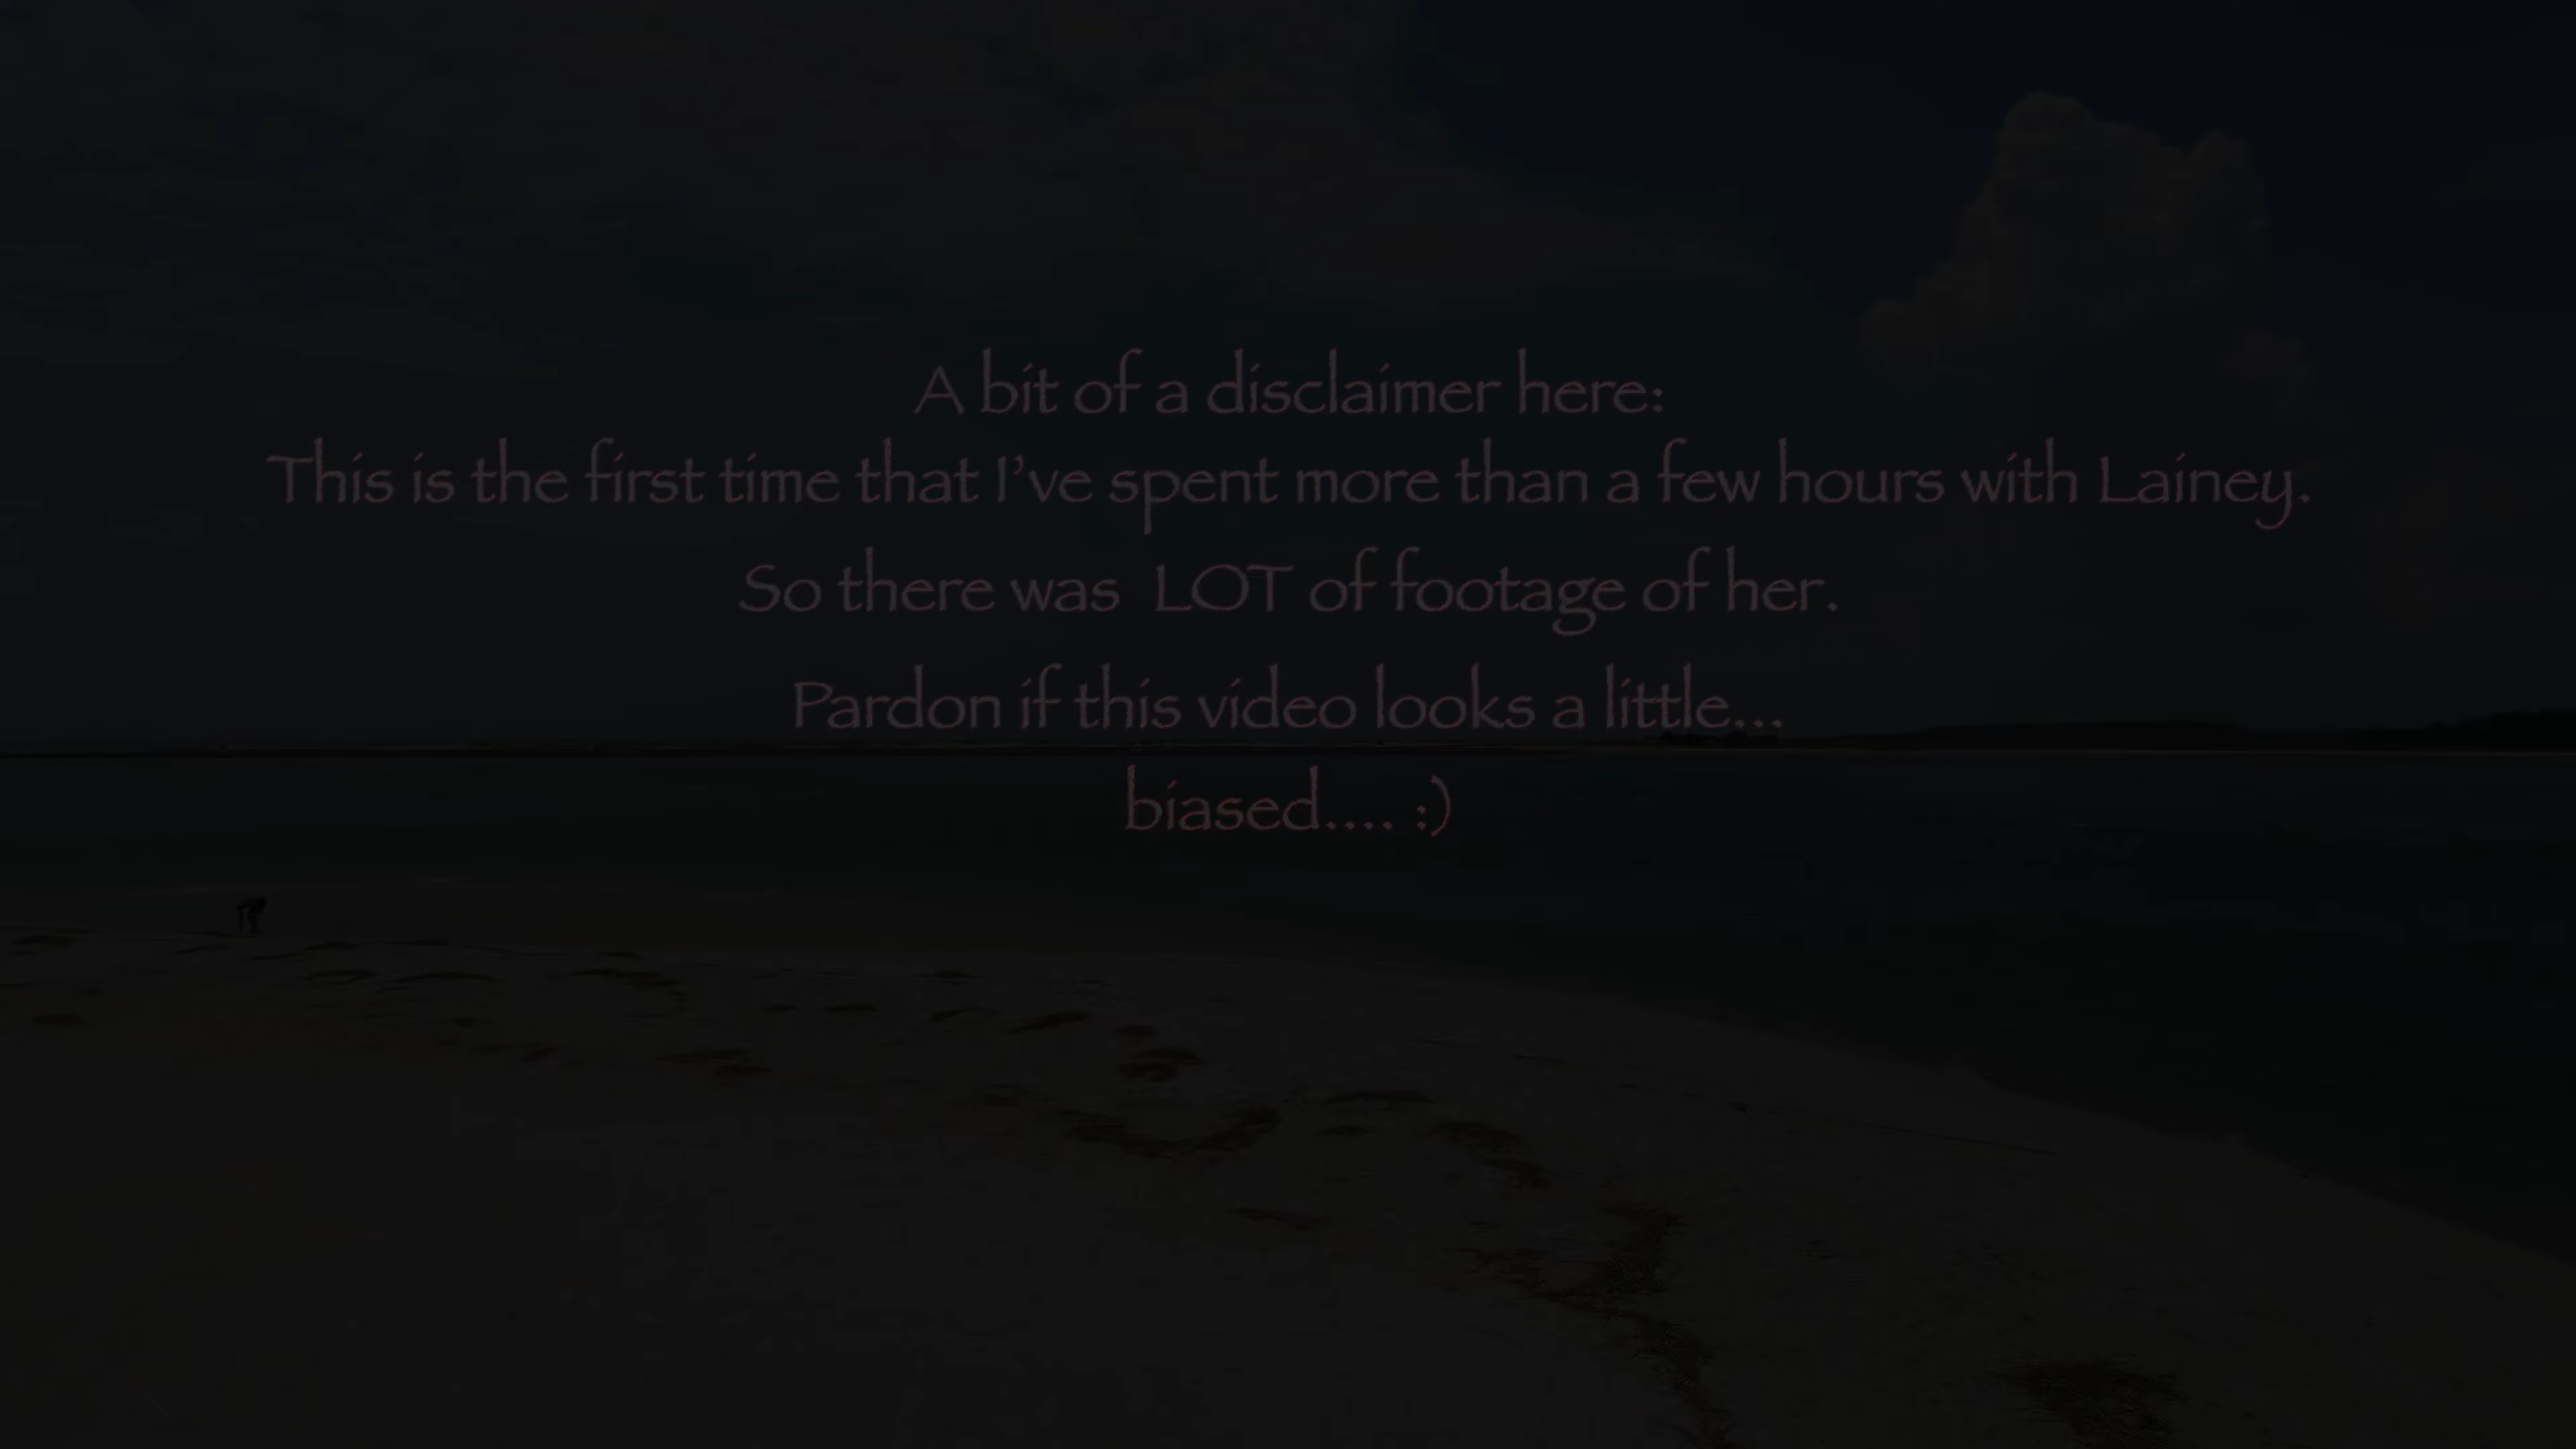 A bit of a disclaimer here:
This is the first time that I've spent more than a few hours with Lainey.
So there was  LOT of footage of her.
Pardon if this video looks a little...
biased.... :)